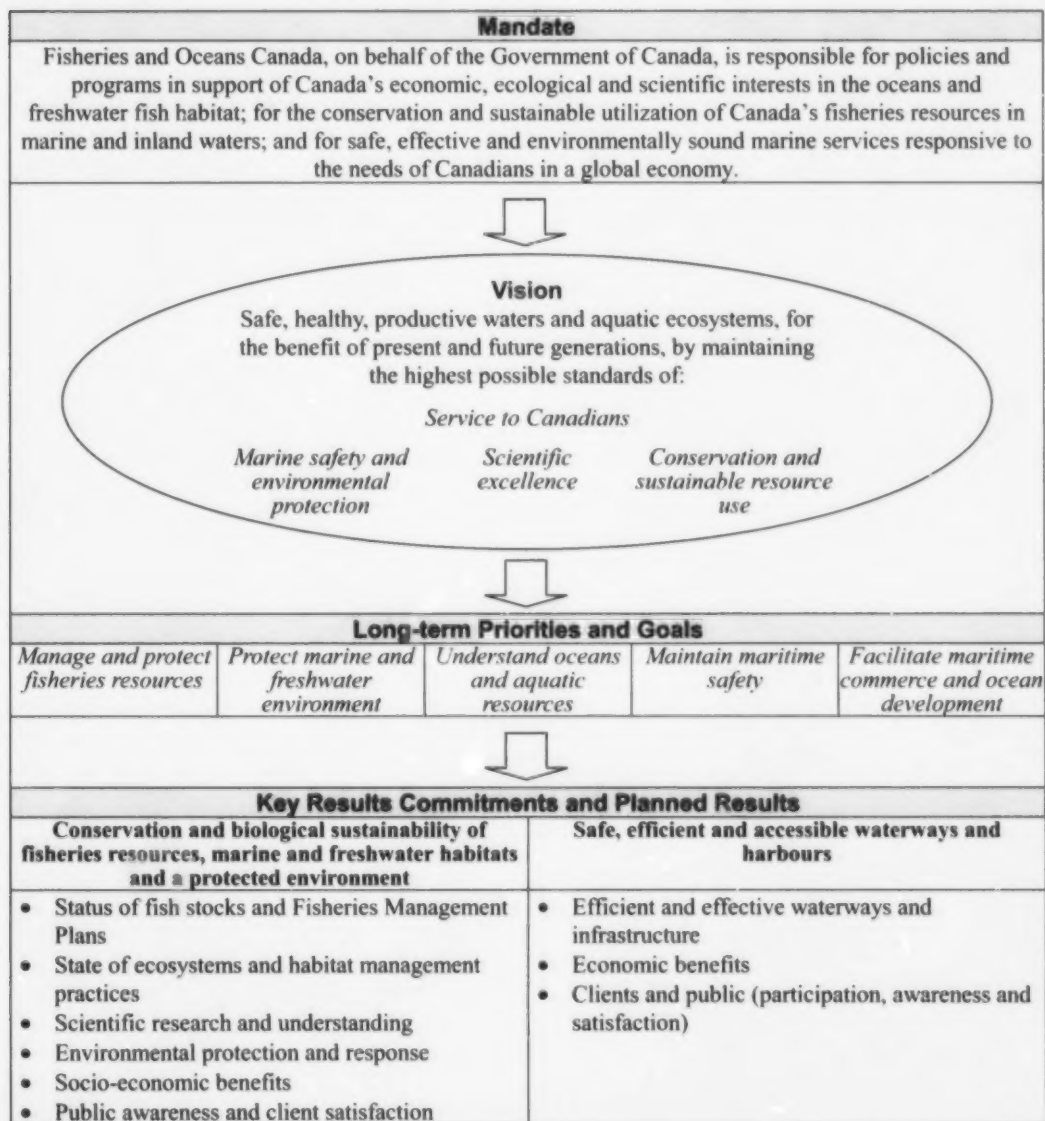 Mandate
Fisheries and Oceans Canada, on behalf of the Government of Canada, is responsible for policies and
programs in support of Canada's economic, ecological and scientific interests in the oceans and
freshwater fish habitat; for the conservation and sustainable utilization of Canada's fisheries resources in
marine and inland waters; and for safe, effective and environmentally sound marine services responsive to
the needs of Canadians in a global economy.
Vision
Safe, healthy, productive waters and aquatic ecosystems, for
the benefit of present and future generations, by maintaining
the highest possible standards of:
Service to Canadians
Marine safety and
environmental
protection
Scientific
excellence
Conservation and
sustainable resource
use
Long-term Priorities and Goals
Manage and protect
fisheries resources
Protect marine and
freshwater
environment
Understand oceans
and aquatic
resources
Maintain maritime
safety
Facilitate maritime
commerce and ocean
development
Key Results Commitments and Planned Results
Conservation and biological sustainability of
fisheries resources, marine and freshwater habitats
and a protected environment
• Status of fish stocks and Fisheries Management
Plans
• State of ecosystems and habitat management
practices
• Scientific research and understanding
• Environmental protection and response
• Socio-economic benefits
• Public awareness and client satisfaction
Safe, efficient and accessible waterways and
harbours
• Efficient and effective waterways and
infrastructure
• Economic benefits
• Clients and public (participation, awareness and
satisfaction)